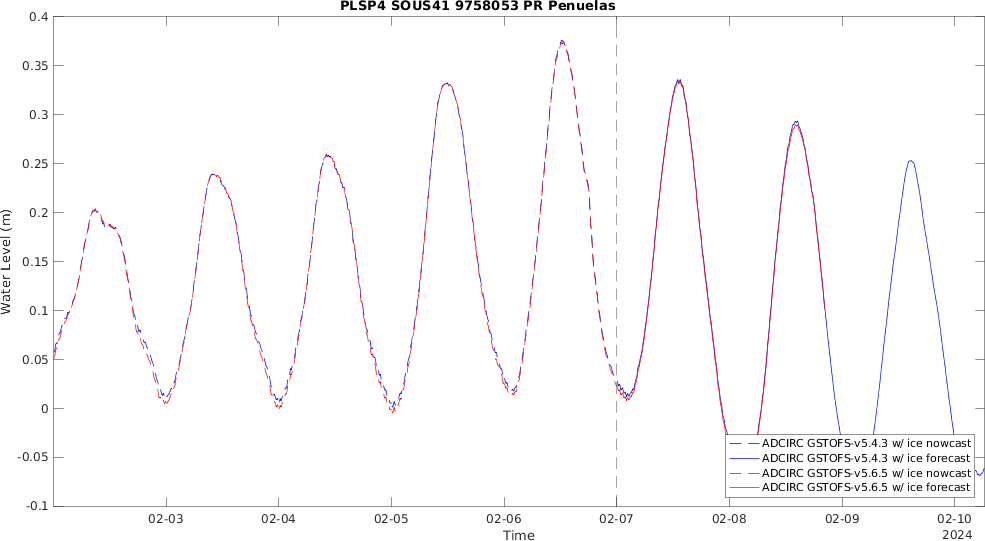 PLSP4 SOUS41 9758053 PR Penuelas
0.4
0.35
0.3
0.25
0.2
0.15
0.1
0.05
0
-0.05
-0.1
Water Level (m)
ADCIRC GSTOFS-v5.4.3 w/ ice nowcast
ADCIRC GSTOFS-v5.4.3 w/ ice forecast
ADCIRC GSTOFS-v5.6.5 w/ ice nowcast
ADCIRC GSTOFS-v5.6.5 w/ ice forecast
02-03 02-04 02-05 02-06 02-07 02-08 02-09 02-10
Time 2024